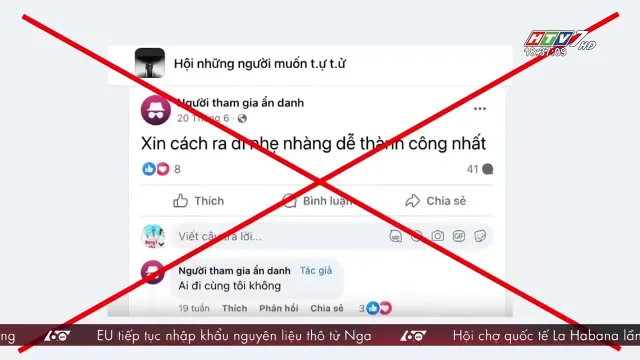 HTV7 HD
18:41:09
Hội những người muốn t.ự t.ử
Người tham gia ẩn danh
20 Tháng 6
Xin cách ra đi nhẹ nhàng dễ thành công nhất
8
41
Thích
Bình luận
Chia sẻ
Viết câu trả lời...
GIF
Người tham gia ẩn danh Tác giả
Ai đi cùng tôi không
19 tuần Thích Phản hồi Chia sẻ 3
ng 60 EU tiếp tục nhập khẩu nguyên liệu thô từ Nga 60 Hội chợ quốc tế La Habana lần